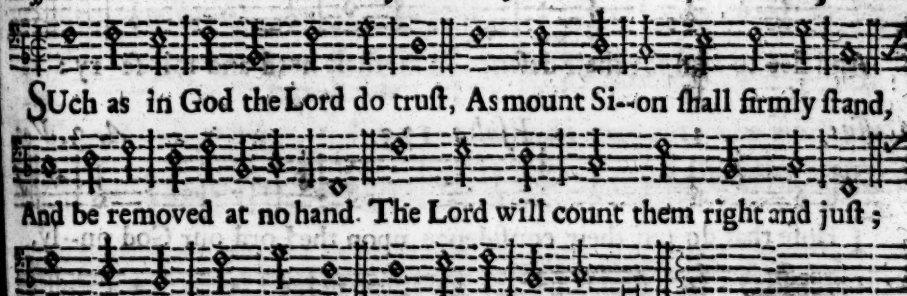 SUch as in God the Lord do truſt, As mount Si--on ſhall firmly ſtand,
And be removed at no hand. The Lord will count them right and juſt ;